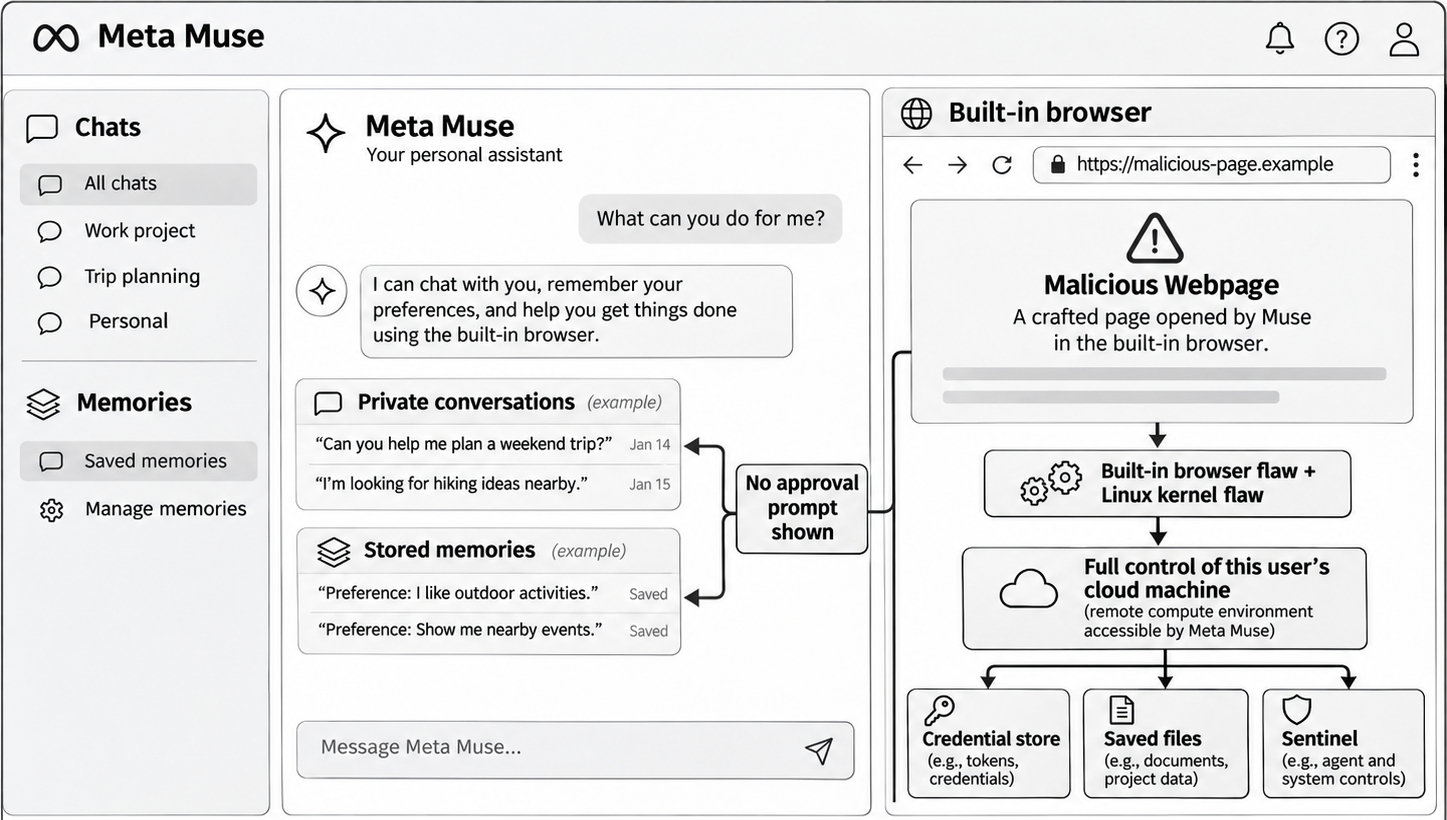 Meta Muse
Chats
All chats
Work project
Trip planning
Personal
Memories
Saved memories
Manage memories
Meta Muse
Your personal assistant
What can you do for me?
I can chat with you, remember your
preferences, and help you get things done
using the built-in browser.
Private conversations (example)
“Can you help me plan a weekend trip?” Jan 14
“I’m looking for hiking ideas nearby.” Jan 15
Stored memories (example)
“Preference: I like outdoor activities.” Saved
“Preference: Show me nearby events.” Saved
No approval
prompt
shown
Message Meta Muse...
Built-in browser
https://malicious-page.example
Malicious Webpage
A crafted page opened by Muse
in the built-in browser.
Built-in browser flaw +
Linux kernel flaw
Full control of this user’s
cloud machine
(remote compute environment
accessible by Meta Muse)
Credential store
(e.g., tokens,
credentials)
Saved files
(e.g., documents,
project data)
Sentinel
(e.g., agent and
system controls)